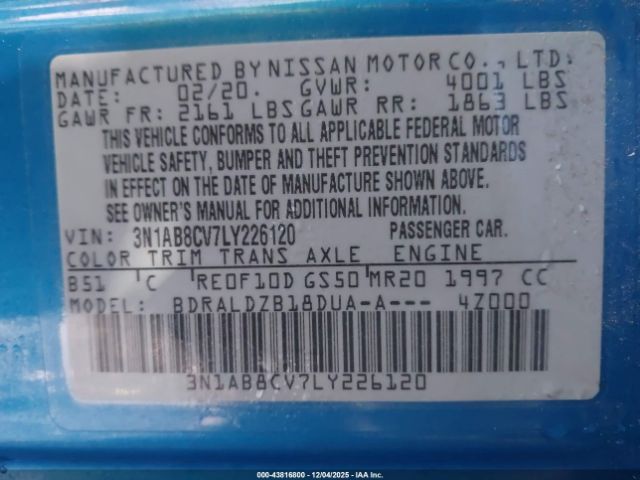 MANUFACTURED BY NISSAN MOTOR CO., LTD.
DATE: 02/20. GVWR: 4001 LBS
GAWR FR: 2161 LBS GAWR RR: 1863 LBS
THIS VEHICLE CONFORMS TO ALL APPLICABLE FEDERAL MOTOR
VEHICLE SAFETY, BUMPER AND THEFT PREVENTION STANDARDS
IN EFFECT ON THE DATE OF MANUFACTURE SHOWN ABOVE.
SEE OWNER'S MANUAL FOR ADDITIONAL INFORMATION.
VIN: 3N1AB8CV7LY226120 PASSENGER CAR.
COLOR TRIM TRANS AXLE ENGINE
B51 C RE0F10D GS50 MR20 1997 CC
MODEL: BDRALDZB18DUA-A--- 4Z000
3N1AB8CV7LY226120
000-43816800 - 12/04/2025 - IAA Inc.